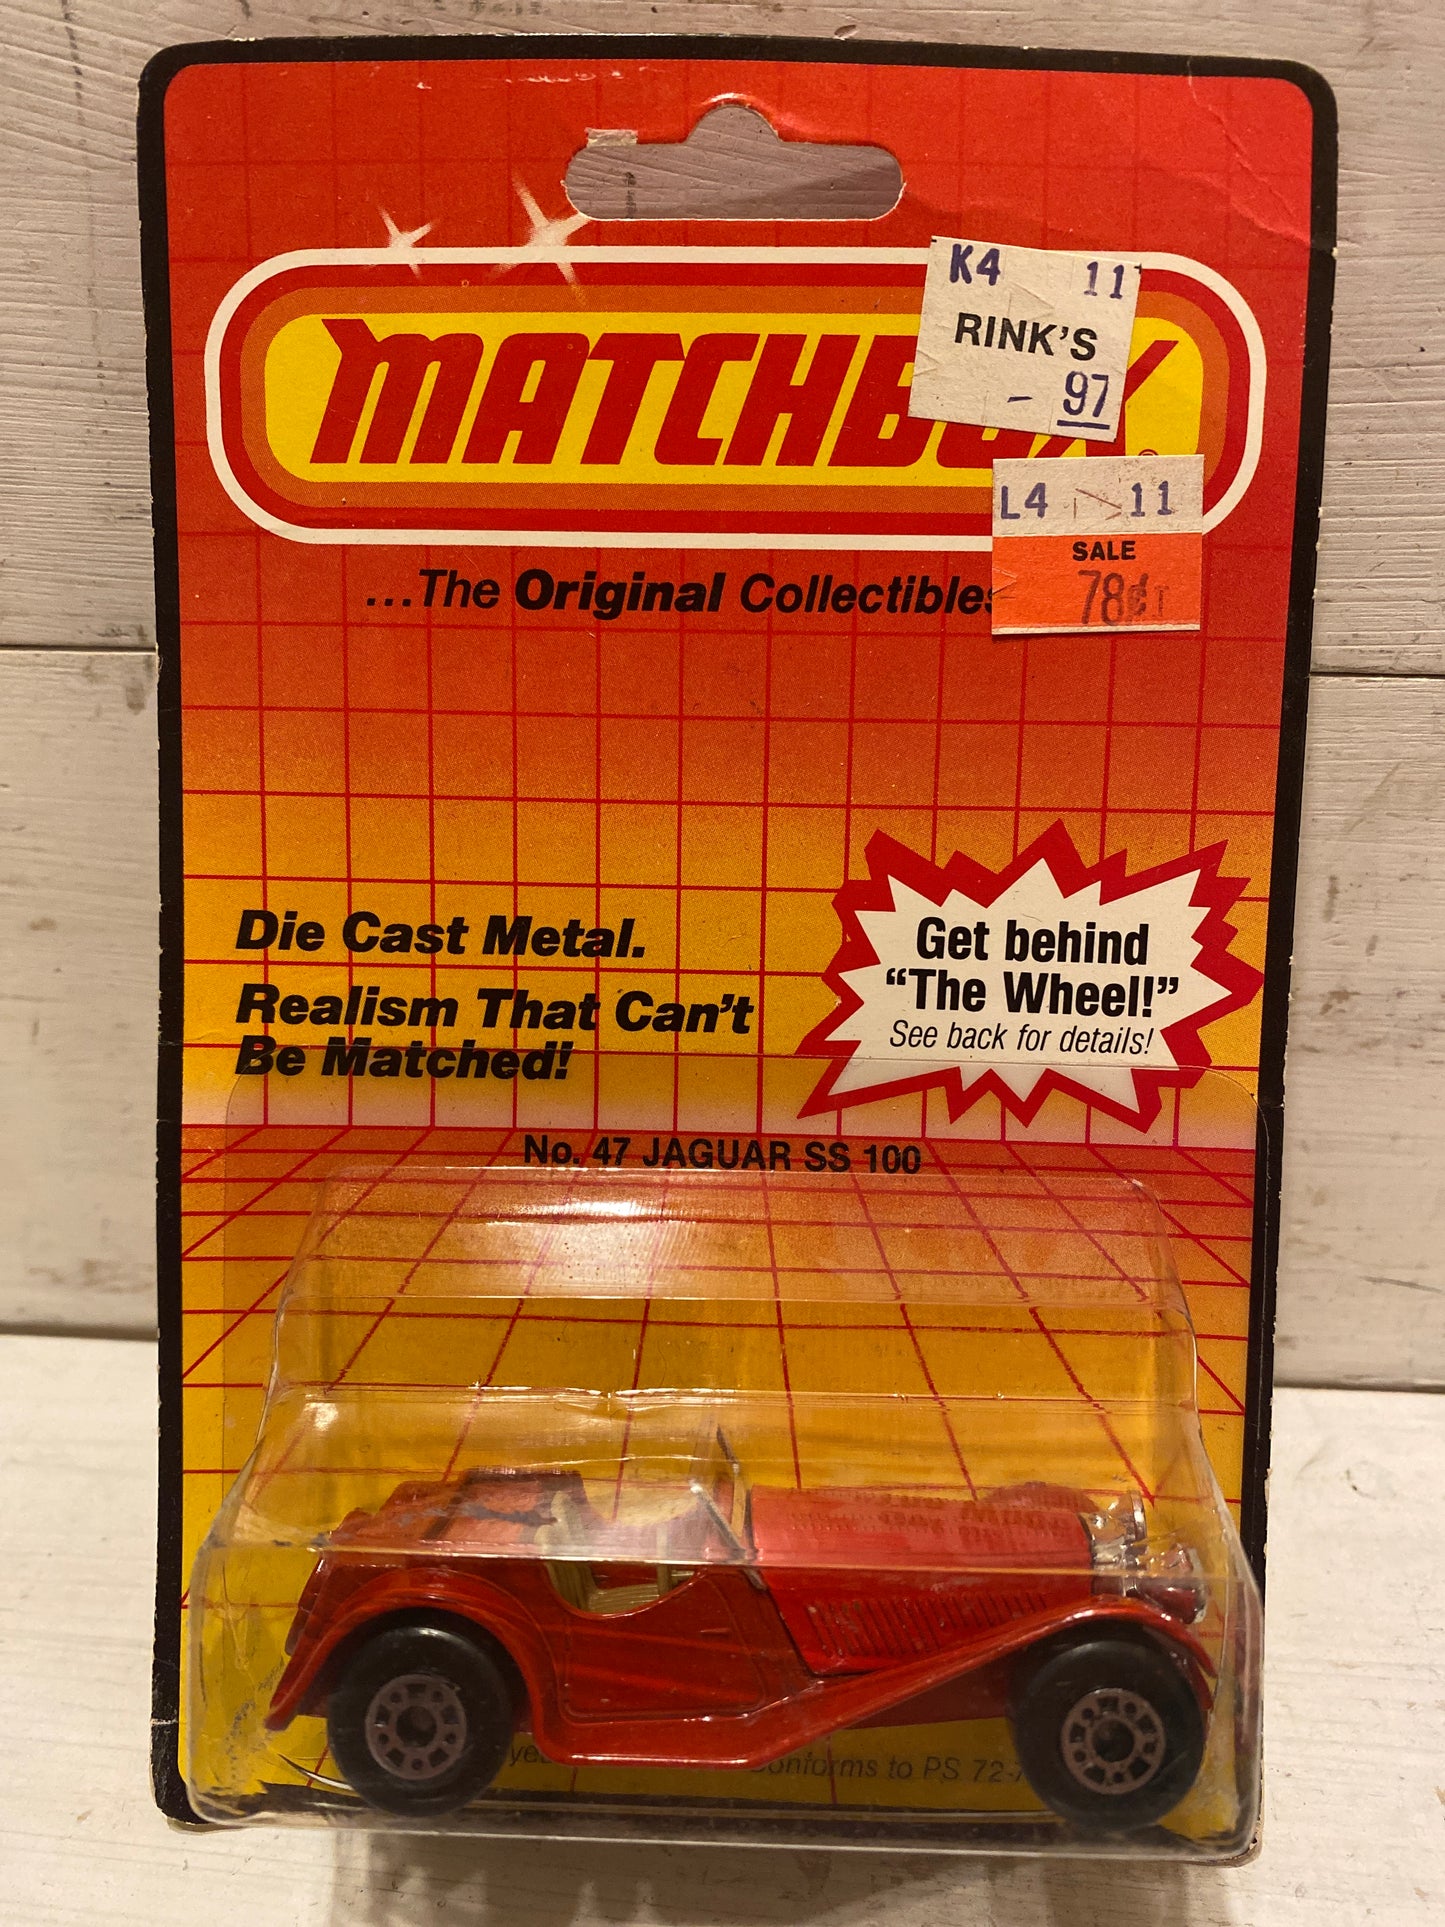 K4 11
RINK'S
- 97
MATCHBOX®
L4 11
SALE
78¢
...The Original Collectibles
Die Cast Metal.
Realism That Can't
Be Matched!
Get behind
“The Wheel!”
See back for details!
No. 47 JAGUAR SS 100
Conforms to PS 72-